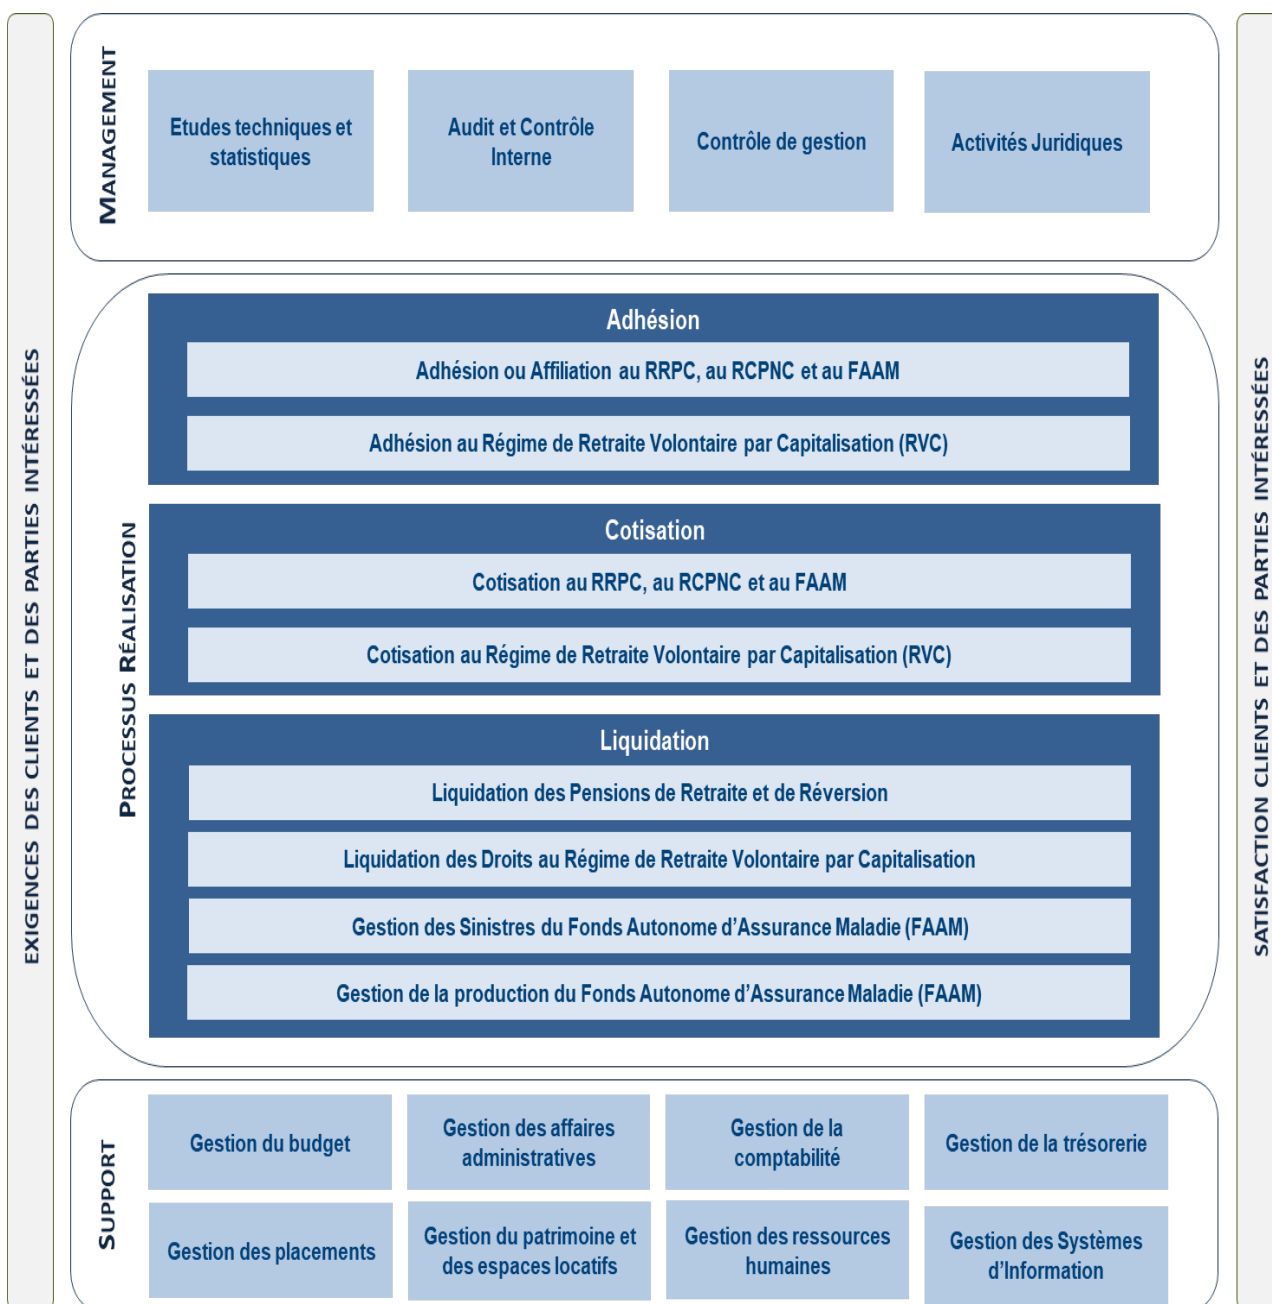 EXIGENCES DES CLIENTS ET DES PARTIES INTÉRESSÉES
MANAGEMENT
Etudes techniques et
statistiques
Audit et Contrôle
Interne
Contrôle de gestion
Activités Juridiques
PROCESSUS RÉALISATION
Adhésion
Adhésion ou Affiliation au RRPC, au RCPNC et au FAAM
Adhésion au Régime de Retraite Volontaire par Capitalisation (RVC)
Cotisation
Cotisation au RRPC, au RCPNC et au FAAM
Cotisation au Régime de Retraite Volontaire par Capitalisation (RVC)
Liquidation
Liquidation des Pensions de Retraite et de Réversion
Liquidation des Droits au Régime de Retraite Volontaire par Capitalisation
Gestion des Sinistres du Fonds Autonome d’Assurance Maladie (FAAM)
Gestion de la production du Fonds Autonome d’Assurance Maladie (FAAM)
SUPPORT
Gestion du budget
Gestion des affaires
administratives
Gestion de la
comptabilité
Gestion de la trésorerie
Gestion des placements
Gestion du patrimoine et
des espaces locatifs
Gestion des ressources
humaines
Gestion des Systèmes
d’Information
SATISFACTION CLIENTS ET DES PARTIES INTÉRESSÉES